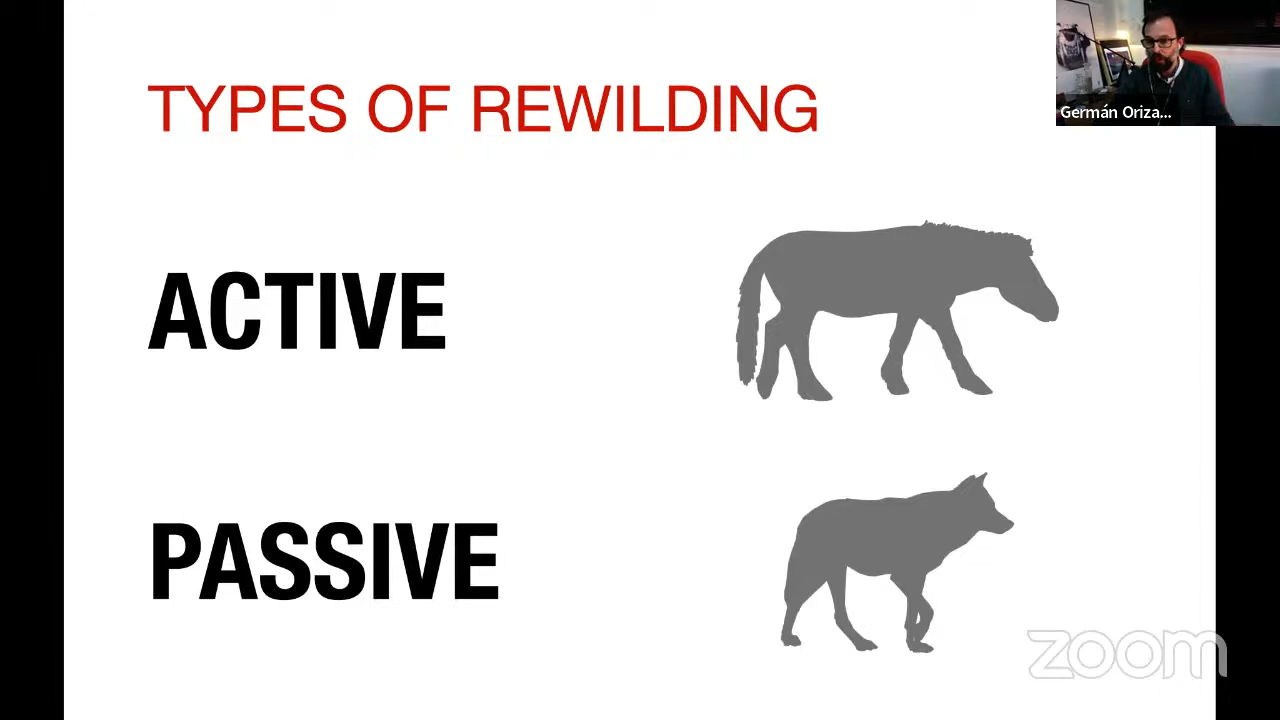 TYPES OF REWILDING
Germán Oriza...
ACTIVE
PASSIVE
zoom